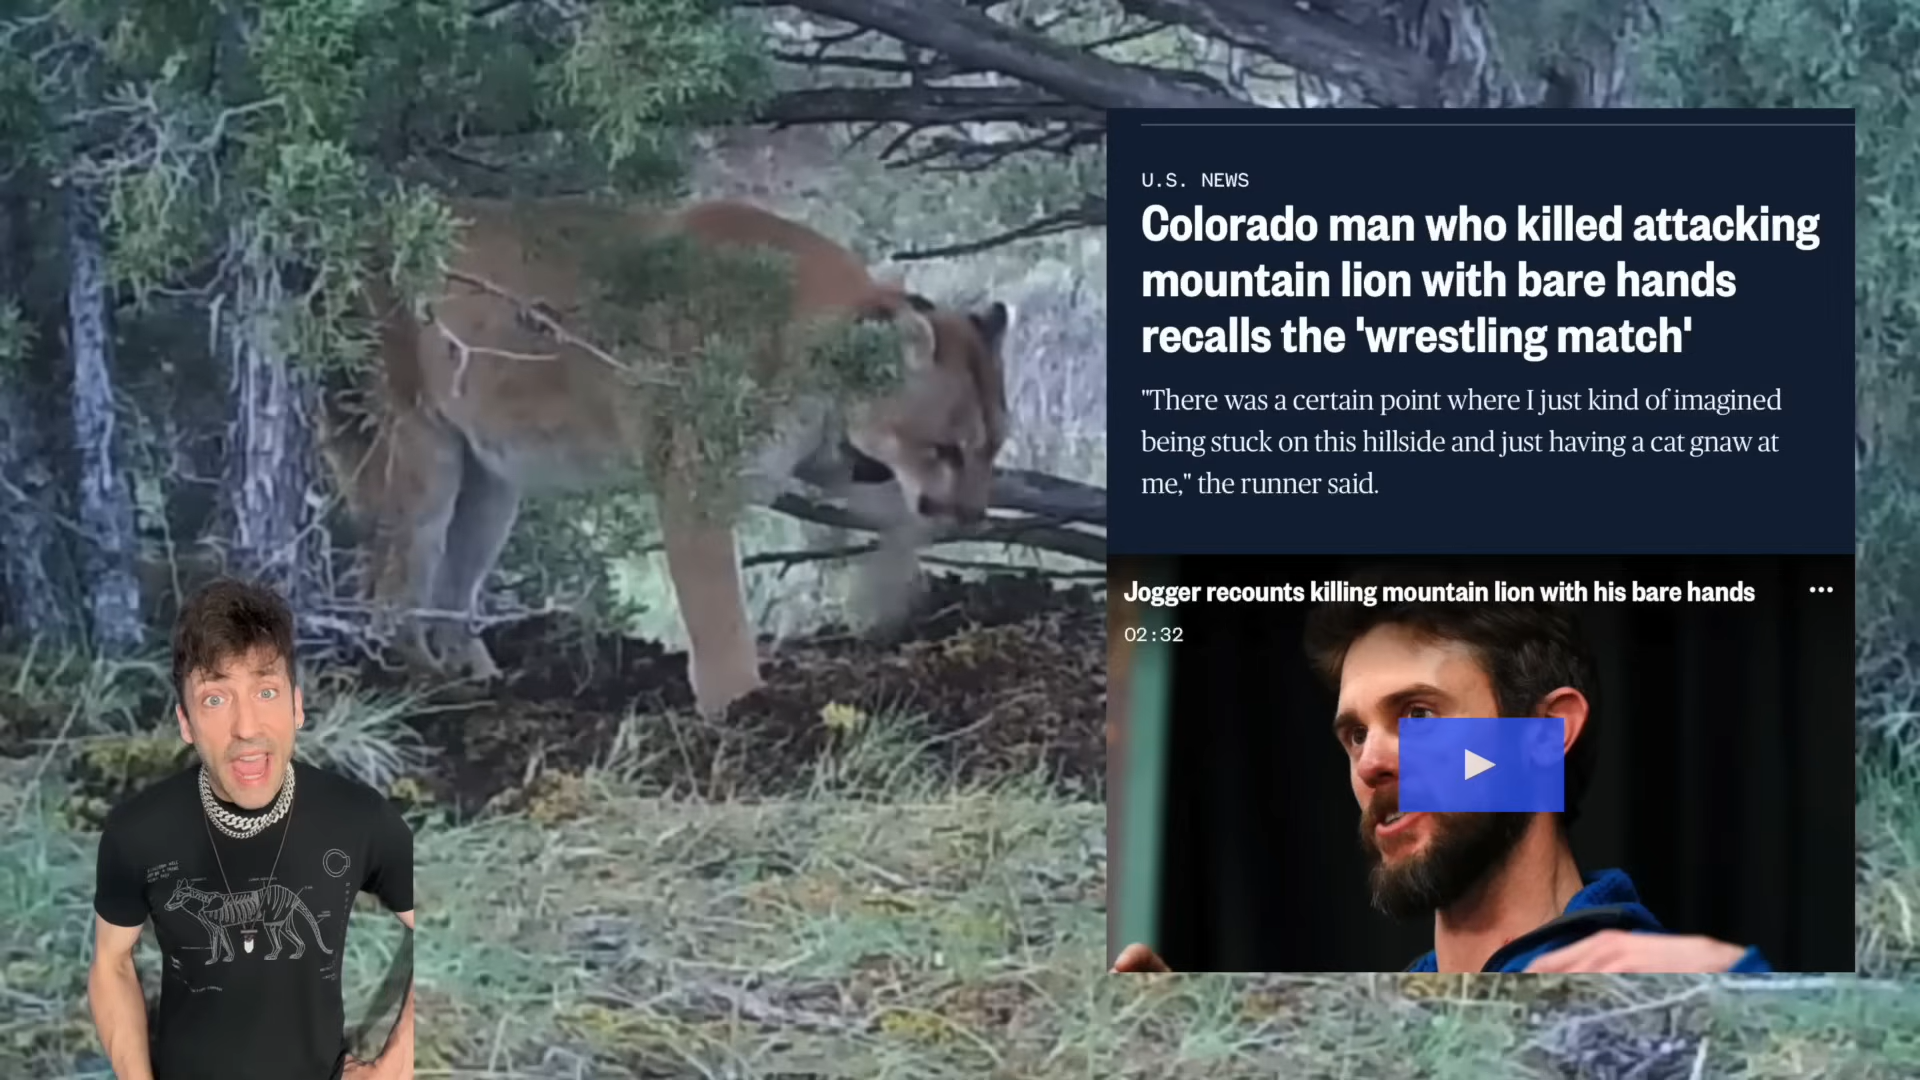 U.S. NEWS
Colorado man who killed attacking
mountain lion with bare hands
recalls the 'wrestling match'
"There was a certain point where I just kind of imagined
being stuck on this hillside and just having a cat gnaw at
me," the runner said.
Jogger recounts killing mountain lion with his bare hands
02:32